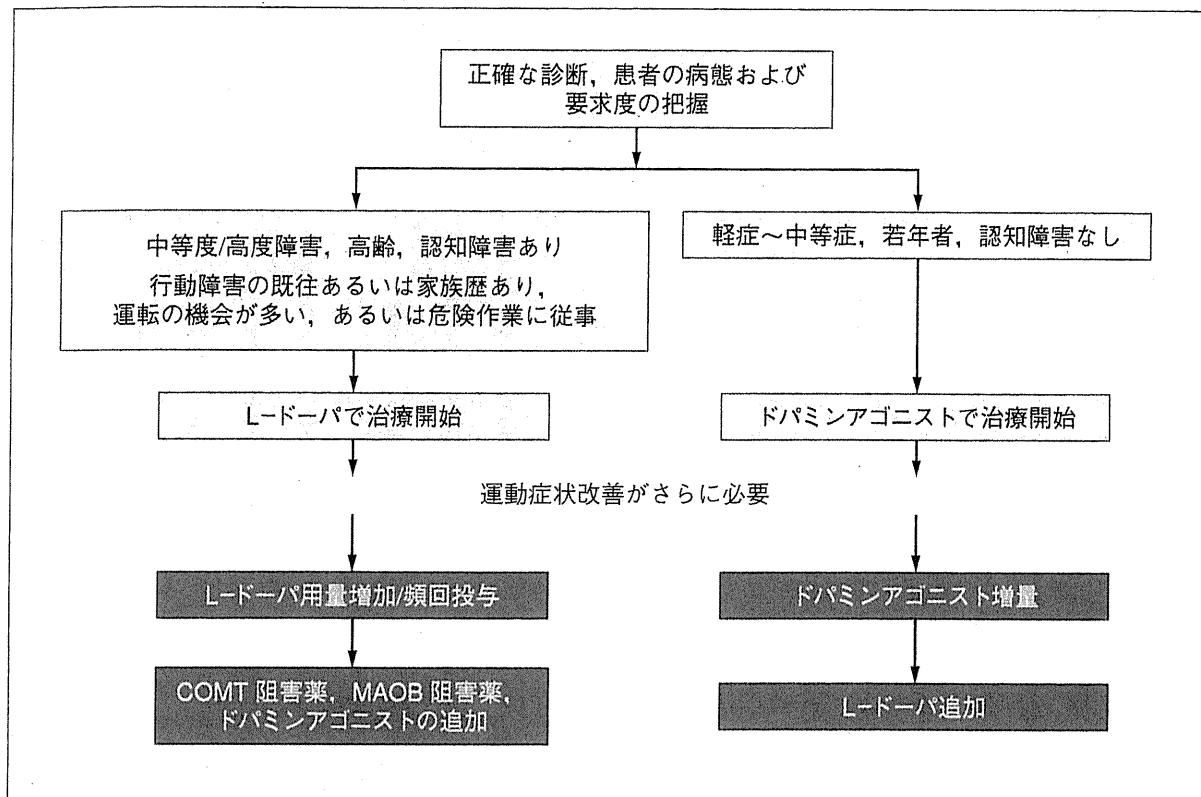 正確な診断，患者の病態および
要求度の把握
中等度/高度障害，高齢，認知障害あり
行動障害の既往あるいは家族歴あり，
運転の機会が多い，あるいは危険作業に従事
軽症～中等症，若年者，認知障害なし
L-ドーパで治療開始
ドパミンアゴニストで治療開始
運動症状改善がさらに必要
L-ドーパ用量増加/頻回投与
ドパミンアゴニスト増量
COMT 阻害薬，MAOB 阻害薬，
ドパミンアゴニストの追加
L-ドーパ追加